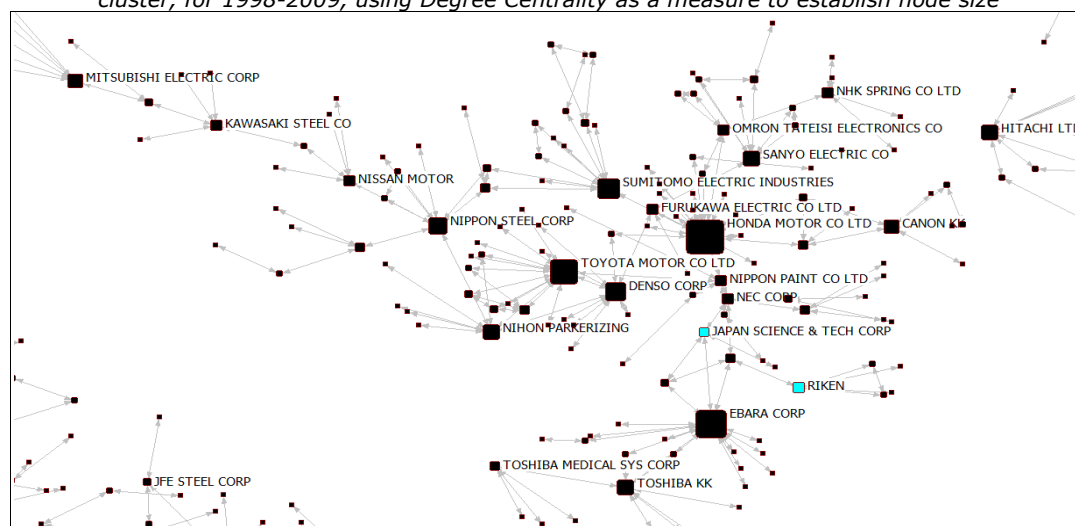 cluster, for 1998-2009, using Degree Centrality as a measure to establish node size
MITSUBISHI ELECTRIC CORP
NHK SPRING CO LTD
KAWASAKI STEEL CO
OMRON TATEISI ELECTRONICS CO
HITACHI LTD
SANYO ELECTRIC CO
NISSAN MOTOR
SUMITOMO ELECTRIC INDUSTRIES
FURUKAWA ELECTRIC CO LTD
NIPPON STEEL CORP
HONDA MOTOR CO LTD
CANON KK
TOYOTA MOTOR CO LTD
NIPPON PAINT CO LTD
DENSO CORP
NEC CORP
NIHON PARKERIZING
JAPAN SCIENCE & TECH CORP
RIKEN
EBARA CORP
TOSHIBA MEDICAL SYS CORP
JFE STEEL CORP
TOSHIBA KK